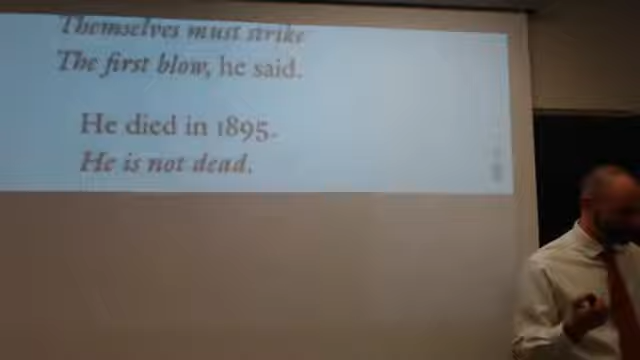 Themselves must strike
The first blow, he said.
He died in 1895.
He is not dead.